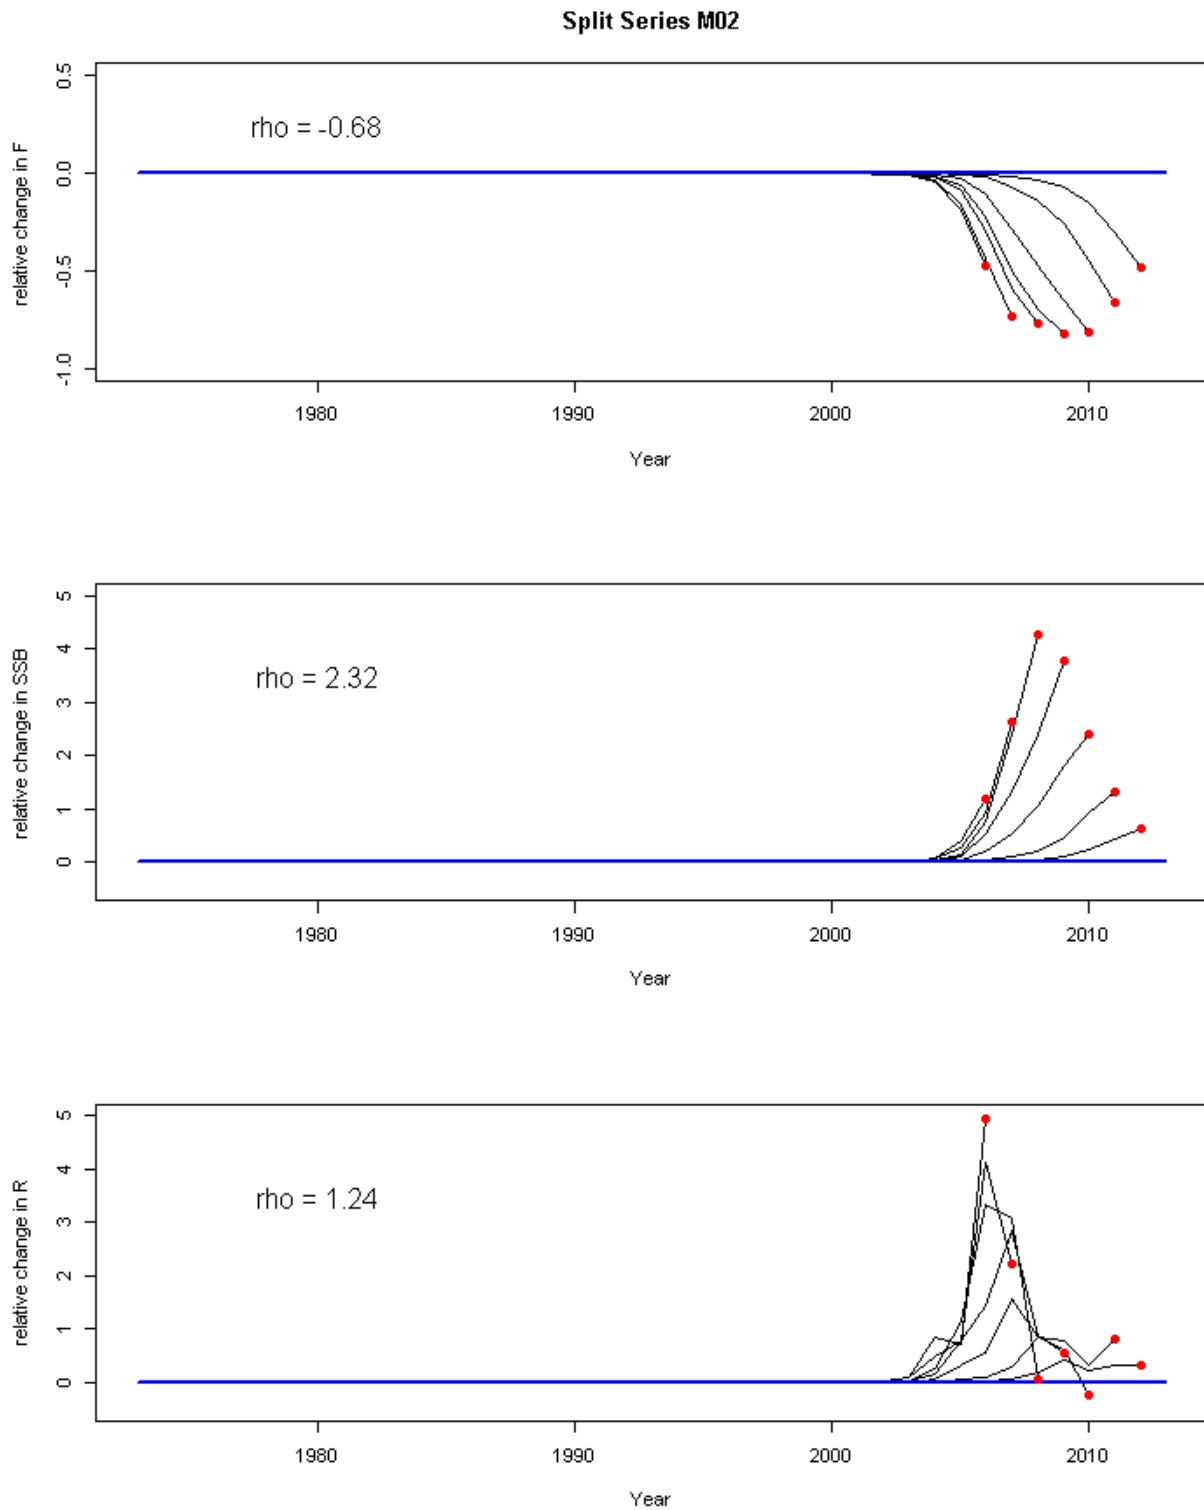 Split Series M02
relative change in F
0.5
0.0
-0.5
-1.0
rho = -0.68
1980 1990 2000 2010
Year
relative change in SSB
5
4
3
2
1
0
rho = 2.32
1980 1990 2000 2010
Year
relative change in R
5
4
3
2
1
0
rho = 1.24
1980 1990 2000 2010
Year